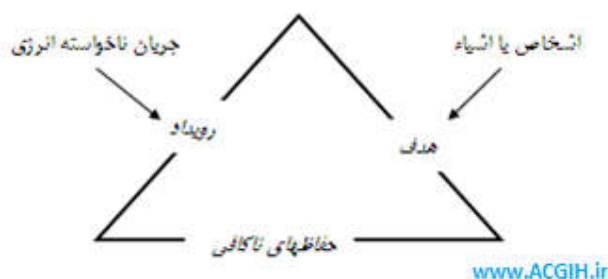 اشخاص یا اشیاء
جریان ناخواسته انرژی
هدف
رویداد
حفاظهای ناکافی
www.ACGIH.ir